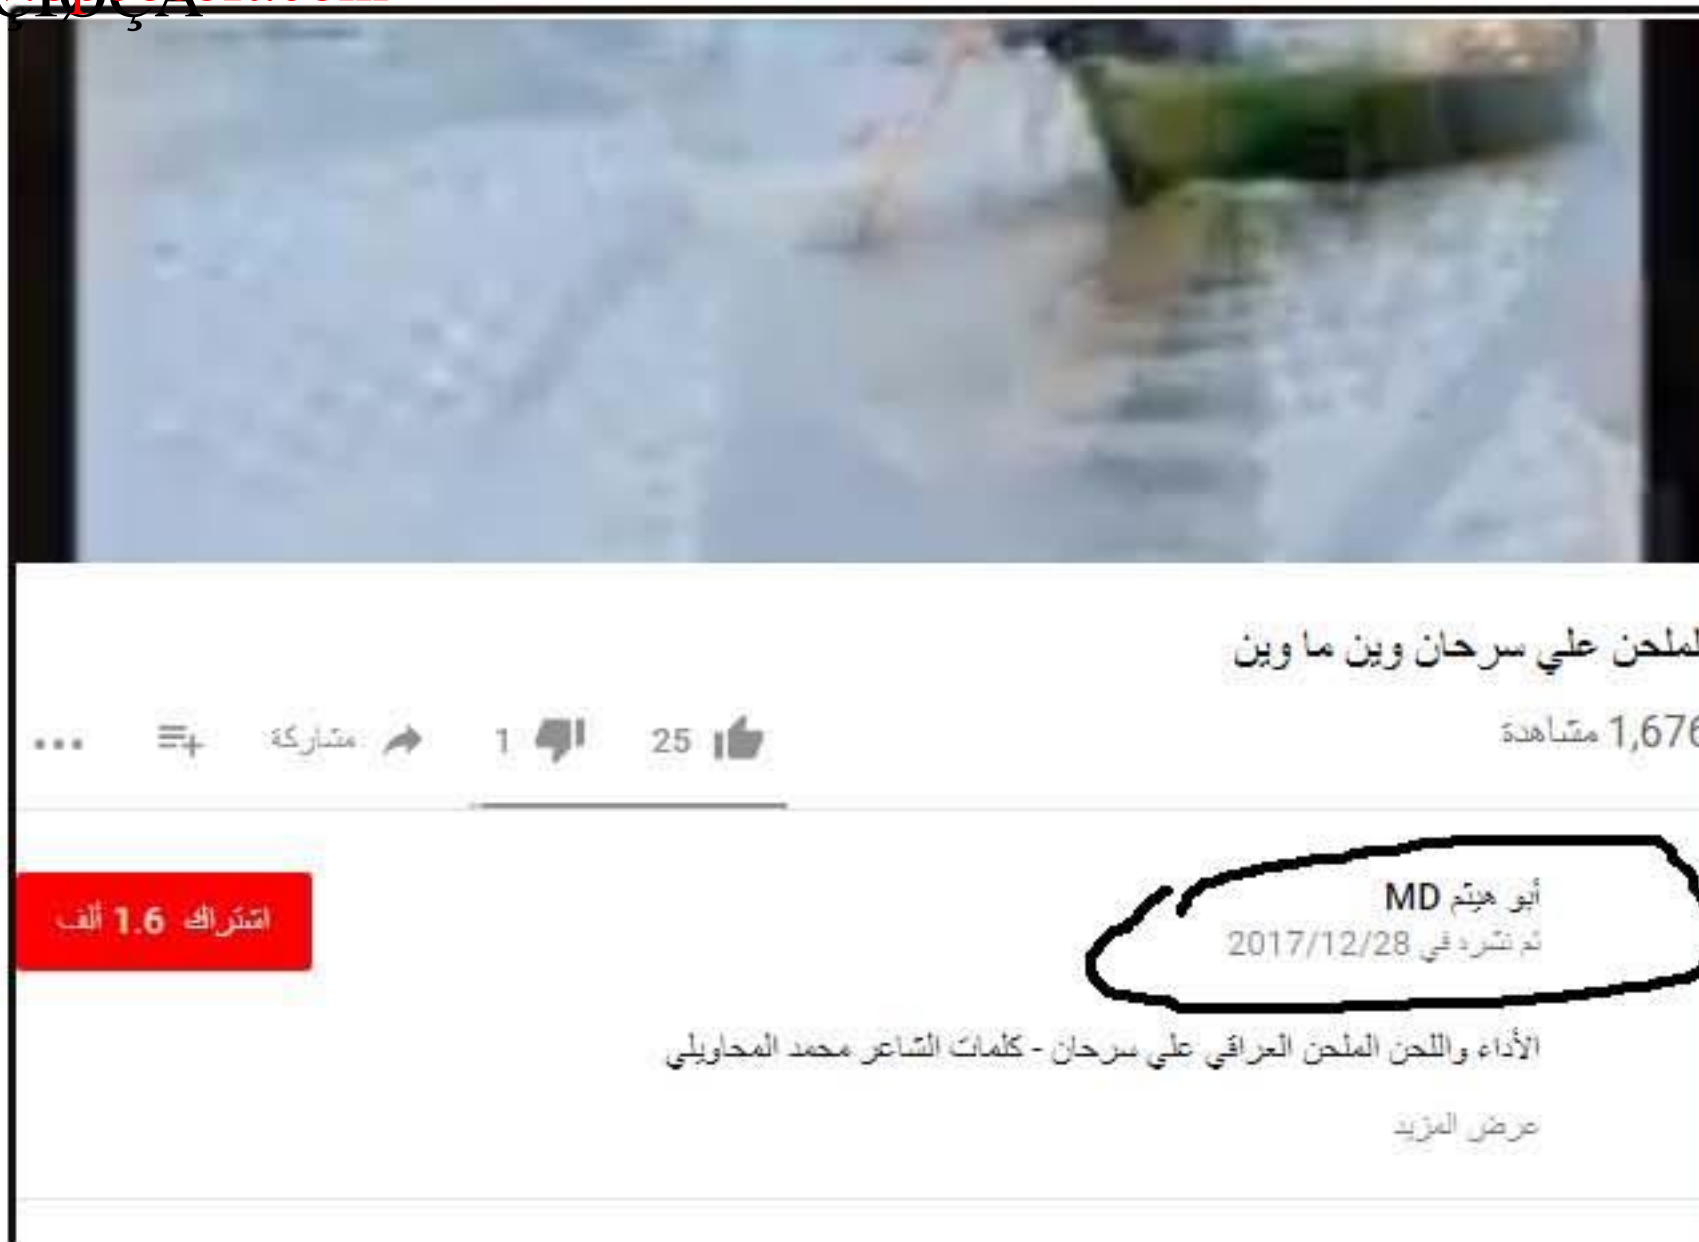 لملحن علي سرحان وين ما وين
1,676 مشاهدة
25 1 مشاركة
أبو هيثم MD
تم نشره في 2017/12/28
اشتراك 1.6 ألف
الأداء واللحن الملحن العراقي علي سرحان - كلمات الشاعر محمد المحاويلي
عرض المزيد